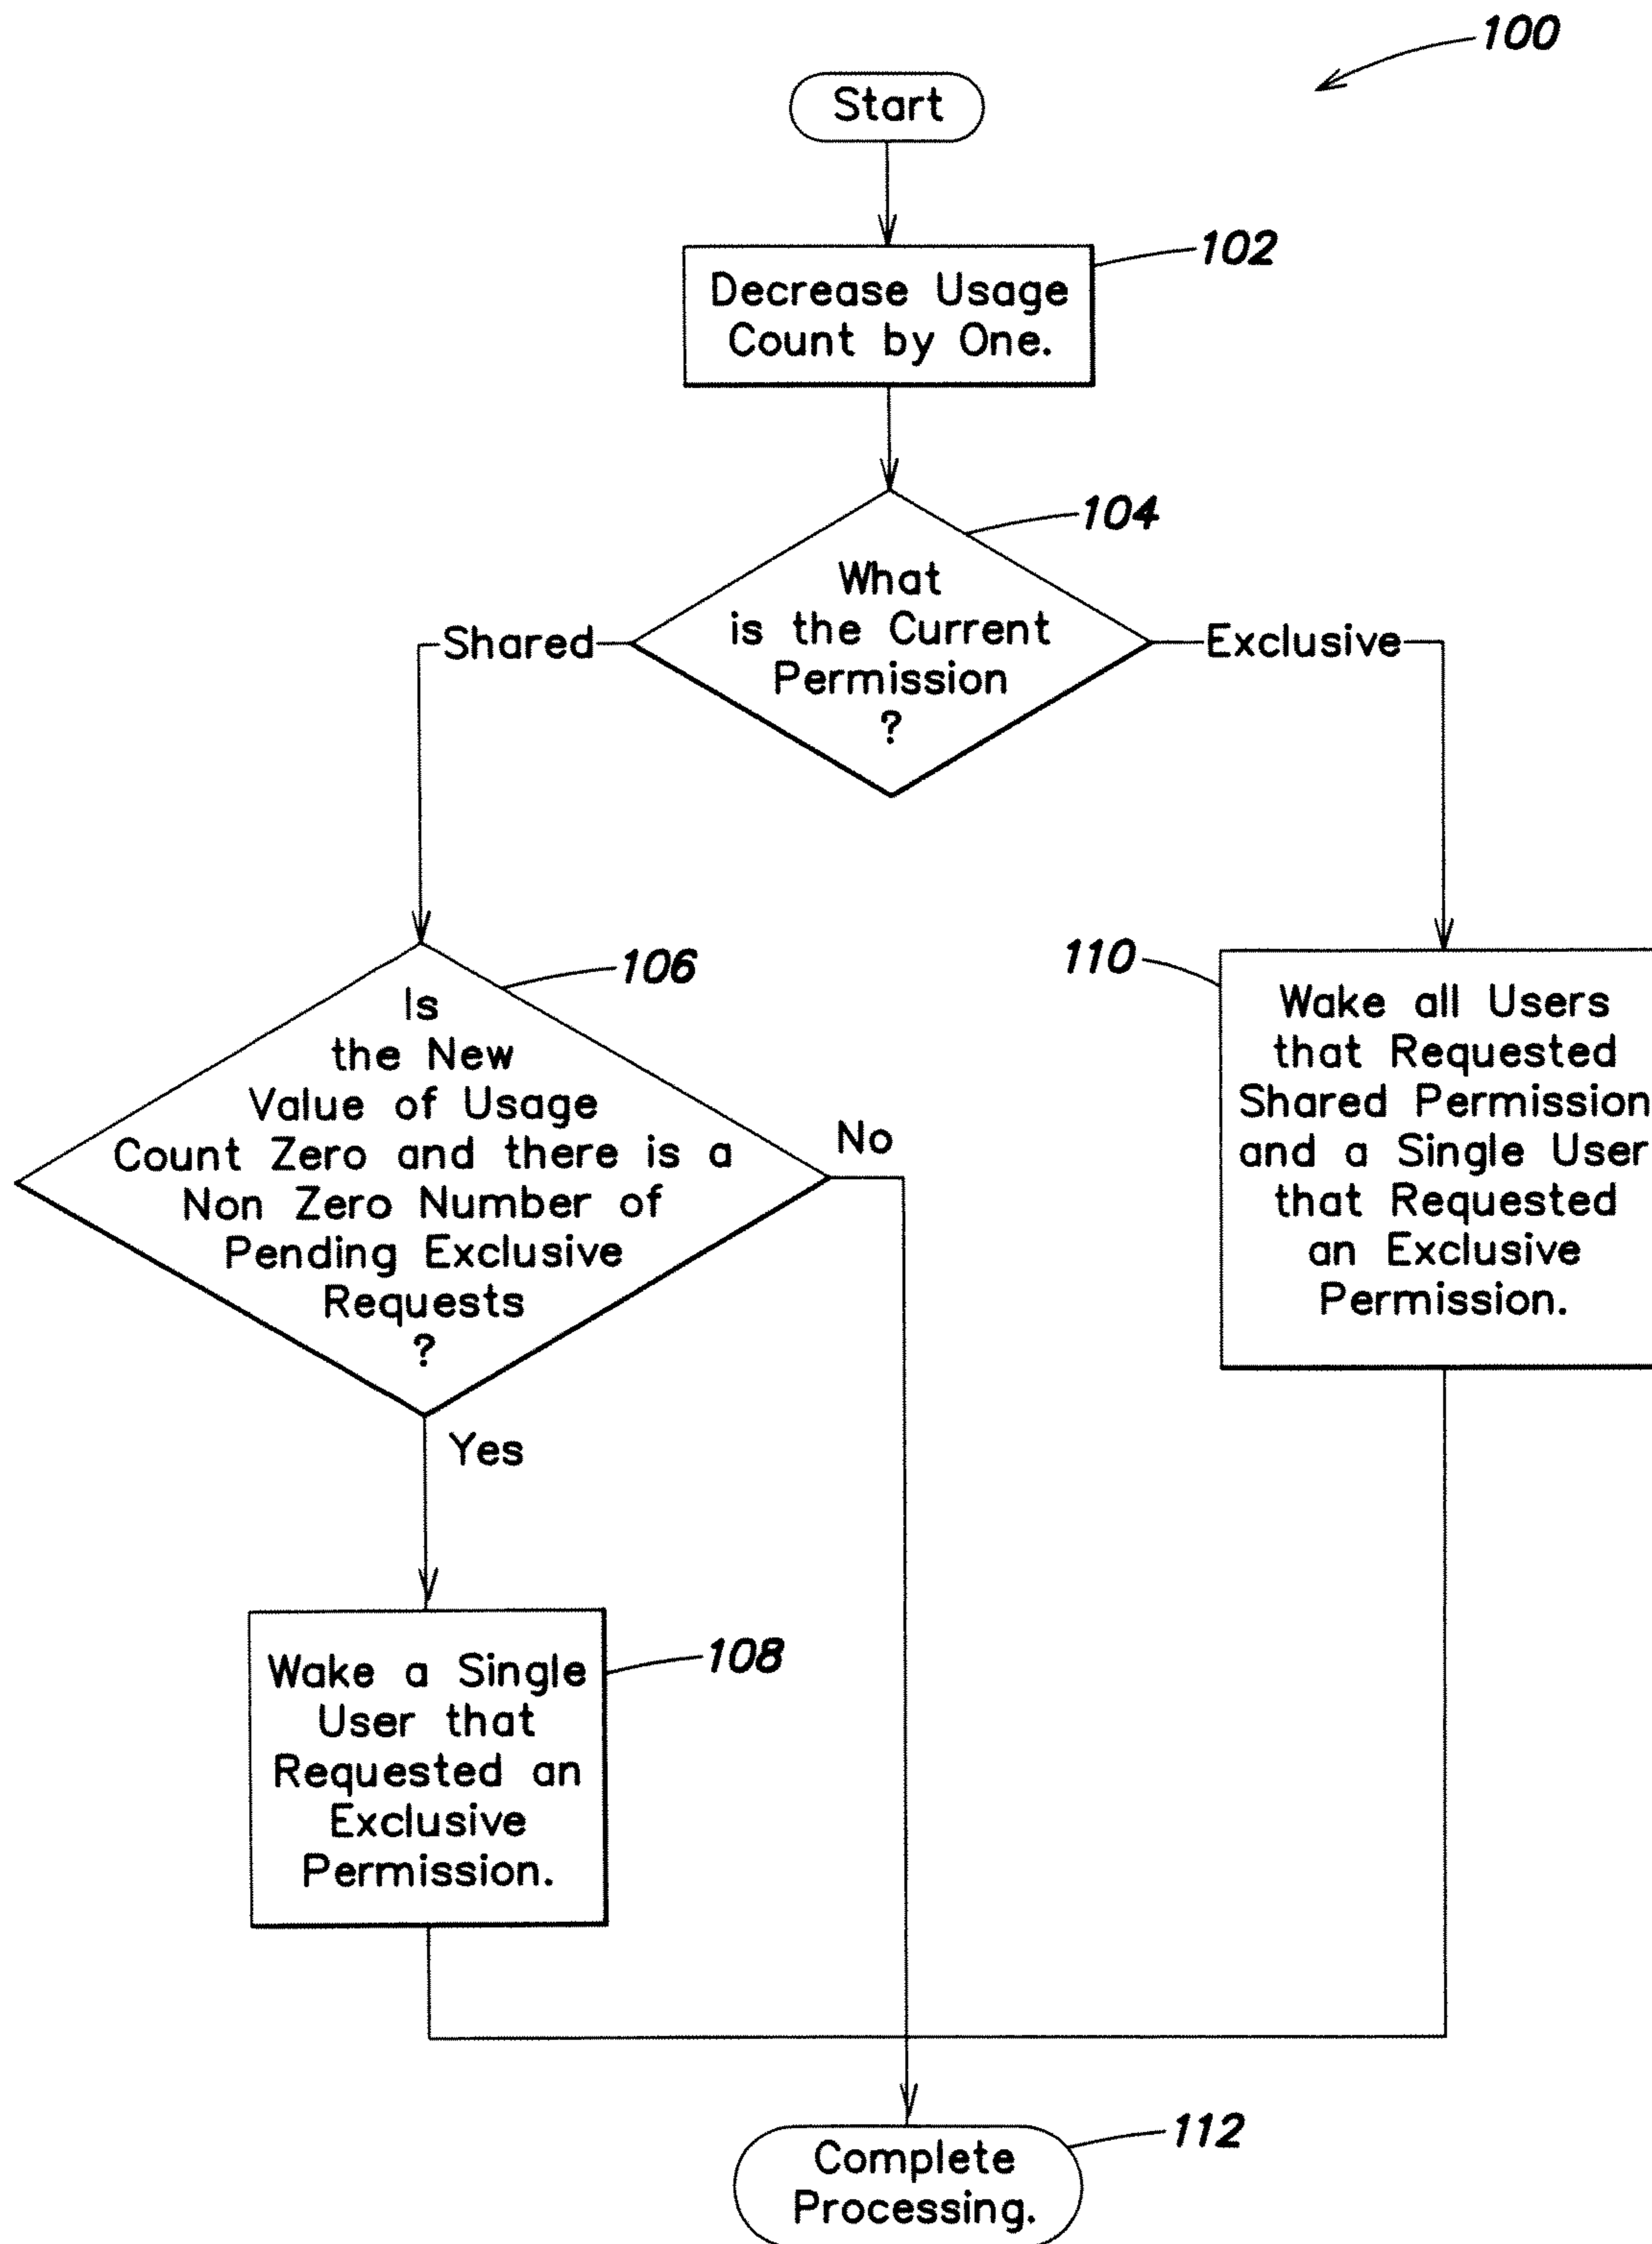 100
Start
102
Decrease Usage
Count by One.
104
What
is the Current
Permission
?
Shared
Exclusive
106
Is
the New
Value of Usage
Count Zero and there is a
Non Zero Number of
Pending Exclusive
Requests
?
No
Yes
110
Wake all Users
that Requested
Shared Permission
and a Single User
that Requested
an Exclusive
Permission.
108
Wake a Single
User that
Requested an
Exclusive
Permission.
112
Complete
Processing.